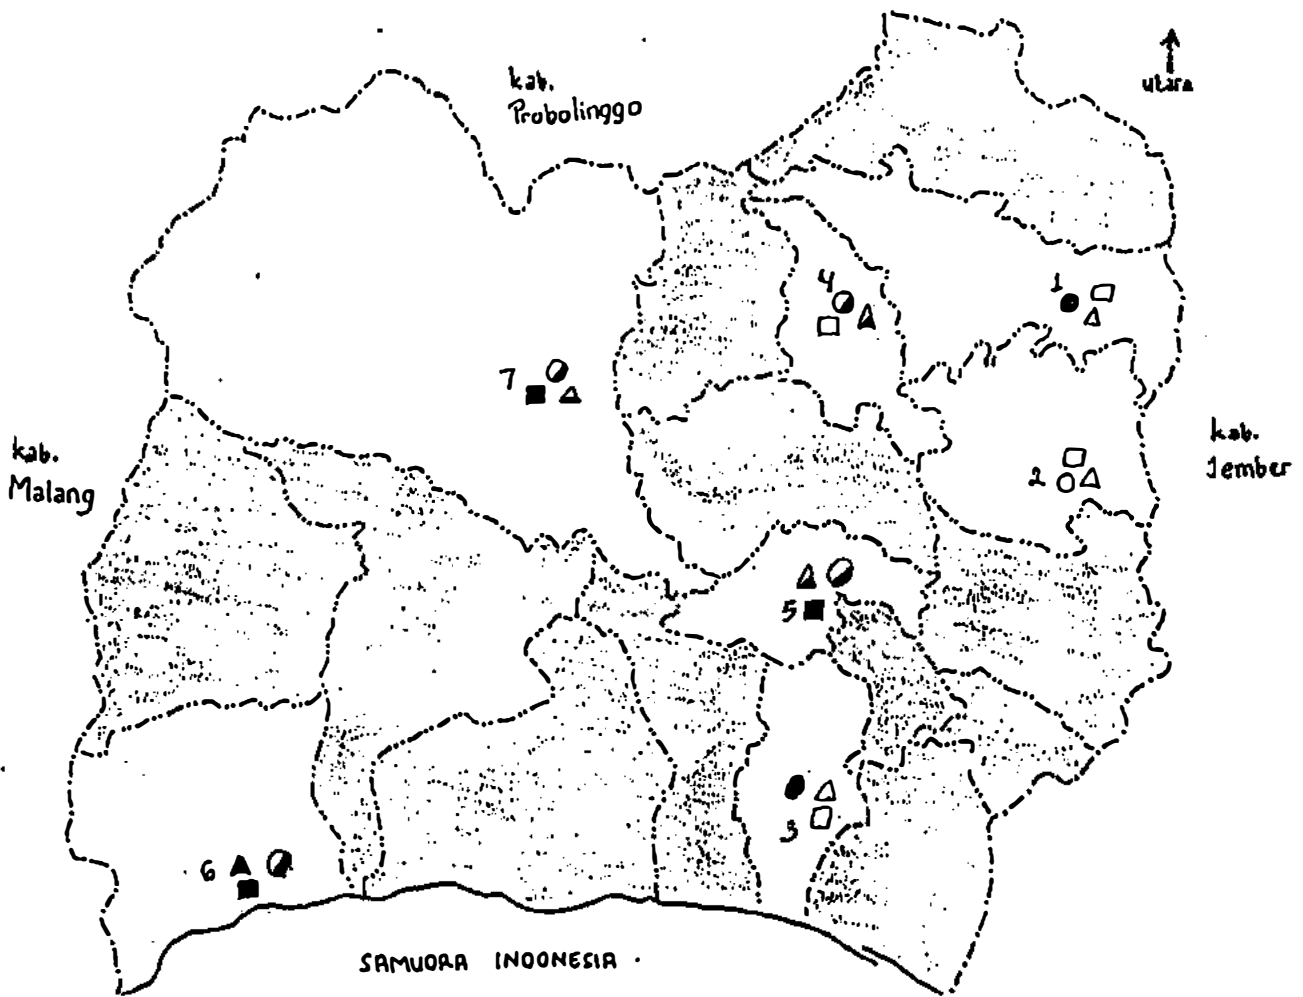 kab.
Probolinggo
utara
4
1
7
kab.
Malang
kab.
Jember
2
5
3
6
SAMUDRA INDONESIA.